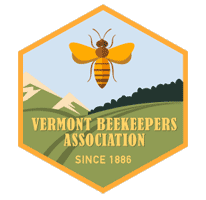 VERMONT BEEKEEPERS
ASSOCIATION
SINCE 1886